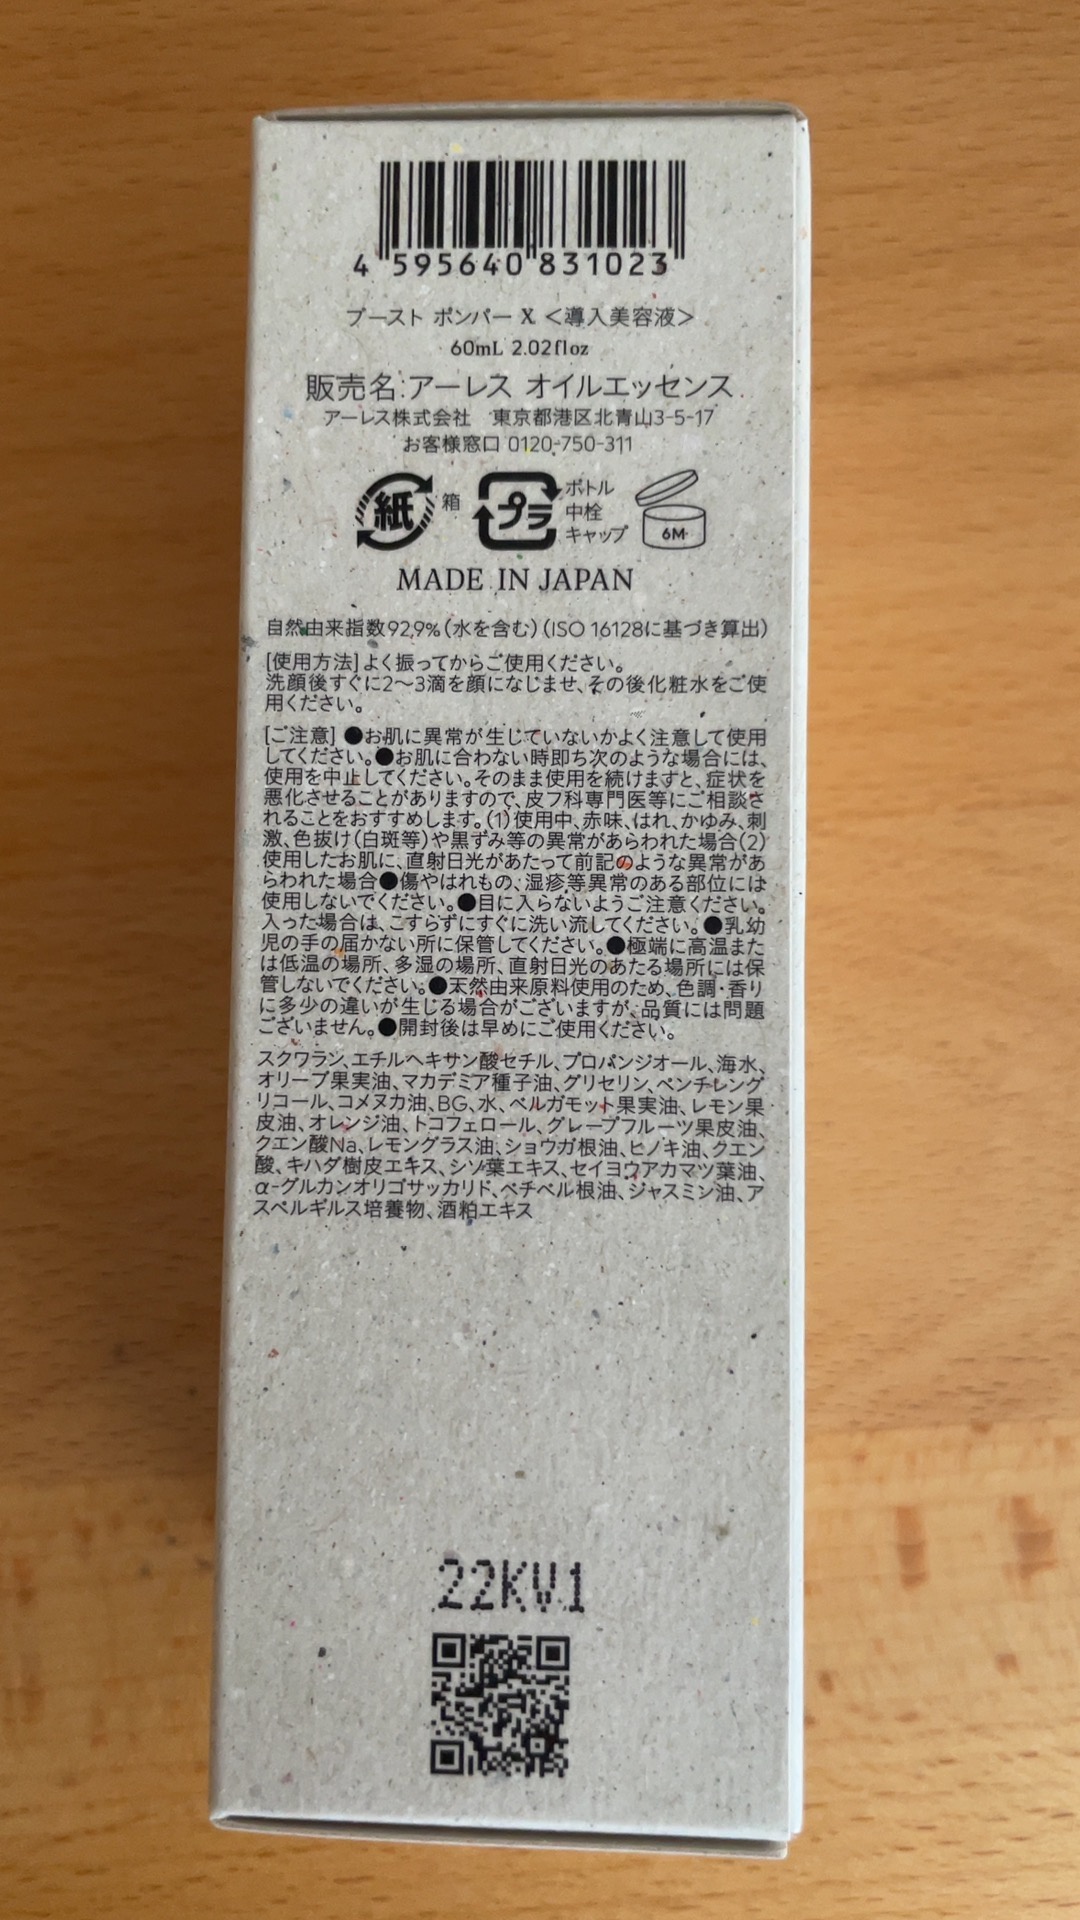 4 595640 831023
ブースト ボンバー X <導入美容液>
60mL 2.02floz
販売名:アーレス オイルエッセンス
アーレス株式会社　東京都港区北青山3-5-17
お客様窓口 0120-750-311
紙 箱 プラ ボトル
中栓
キャップ 6M
MADE IN JAPAN
自然由来指数92.9%(水を含む)(ISO 16128に基づき算出)
[使用方法]よく振ってからご使用ください。
洗顔後すぐに2〜3滴を顔になじませ、その後化粧水をご使
用ください。
[ご注意] ●お肌に異常が生じていないかよく注意して使用
してください。●お肌に合わない時即ち次のような場合には、
使用を中止してください。そのまま使用を続けますと、症状を
悪化させることがありますので、皮フ科専門医等にご相談さ
れることをおすすめします。(1)使用中、赤味、はれ、かゆみ、刺
激、色抜け(白斑等)や黒ずみ等の異常があらわれた場合(2)
使用したお肌に、直射日光があたって前記のような異常があ
らわれた場合●傷やはれもの、湿疹等異常のある部位には
使用しないでください。●目に入らないようご注意ください。
入った場合は、こすらずにすぐに洗い流してください。●乳幼
児の手の届かない所に保管してください。●極端に高温また
は低温の場所、多湿の場所、直射日光のあたる場所には保
管しないでください。●天然由来原料使用のため、色調・香り
に多少の違いが生じる場合がございますが、品質には問題
ございません。●開封後は早めにご使用ください。
スクワラン、エチルヘキサン酸セチル、プロパンジオール、海水、
オリーブ果実油、マカデミア種子油、グリセリン、ペンチレング
リコール、コメヌカ油、BG、水、ベルガモット果実油、レモン果
皮油、オレンジ油、トコフェロール、グレープフルーツ果皮油、
クエン酸Na、レモングラス油、ショウガ根油、ヒノキ油、クエン
酸、キハダ樹皮エキス、シソ葉エキス、セイヨウアカマツ葉油、
α-グルカンオリゴサッカリド、ベチベル根油、ジャスミン油、ア
スペルギルス培養物、酒粕エキス
22KV1